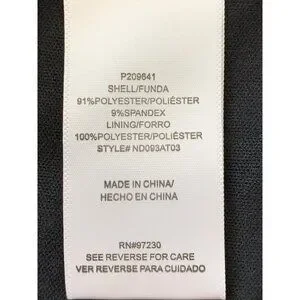 P209641
SHELL/FUNDA
91%POLYESTER/POLIÉSTER
9%SPANDEX
LINING/FORRO
100%POLYESTER/POLIÉSTER
STYLE# ND093AT03
MADE IN CHINA/
HECHO EN CHINA
RN#97230
SEE REVERSE FOR CARE
VER REVERSE PARA CUIDADO